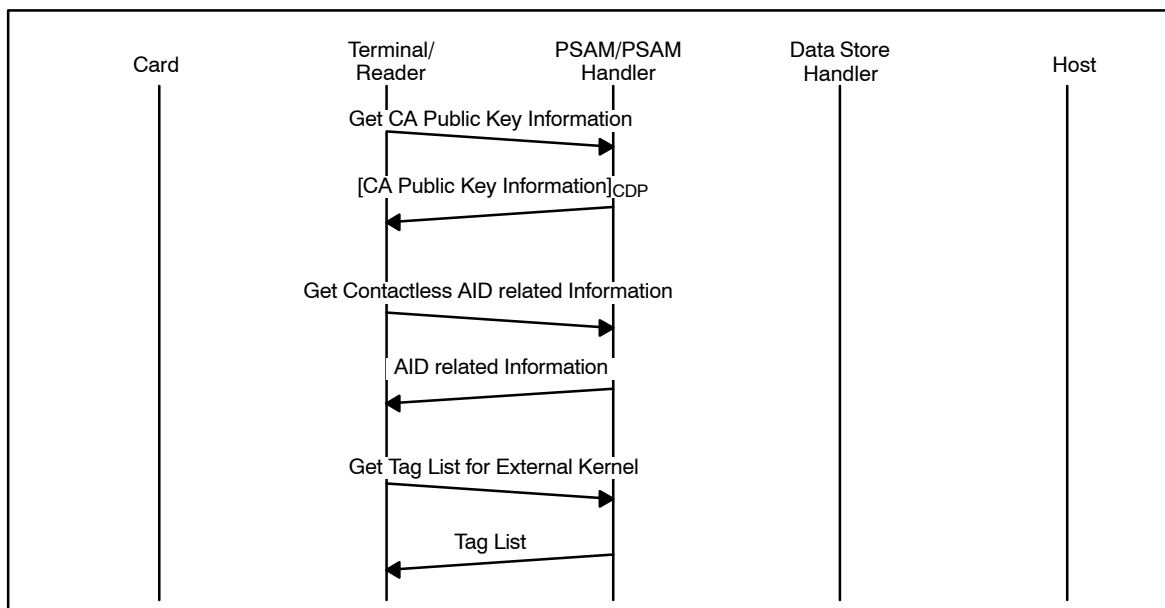 Card
Terminal/
Reader
PSAM/PSAM
Handler
Data Store
Handler
Host
Get CA Public Key Information
[CA Public Key Information]CDP
Get Contactless AID related Information
AID related Information
Get Tag List for External Kernel
Tag List